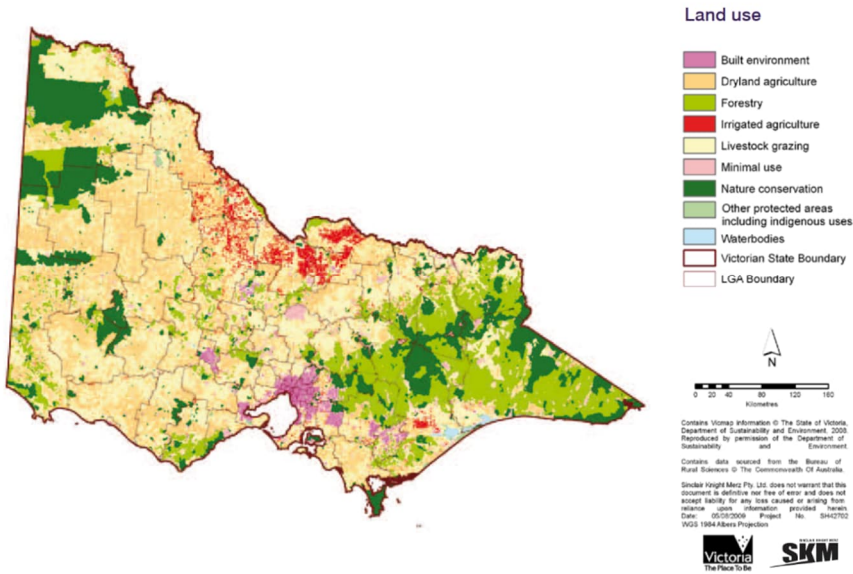 Land use
Built environment
Dryland agriculture
Forestry
Irrigated agriculture
Livestock grazing
Minimal use
Nature conservation
Other protected areas
including indigenous uses
Waterbodies
Victorian State Boundary
LGA Boundary
N
0 20 40 80 120 160
Kilometres
Contains Vicmap Information © The State of Victoria,
Department of Sustainability and Environment, 2008.
Reproduced by permission of the Department of
Sustainability and Environment
Contains data sourced from the Bureau of
Rural Sciences © The Commonwealth Of Australia.
Sinclair Knight Merz Pty. Ltd. does not warrant that this
document is definitive nor free of error and does not
accept liability for any loss caused or arising from
reliance upon information provided herein.
Date: 05/08/2009 Project No. SH42702
WGS 1984 Albers Projection
Victoria
The Place To Be
SINCLAIR KNIGHT MERZ
SKM